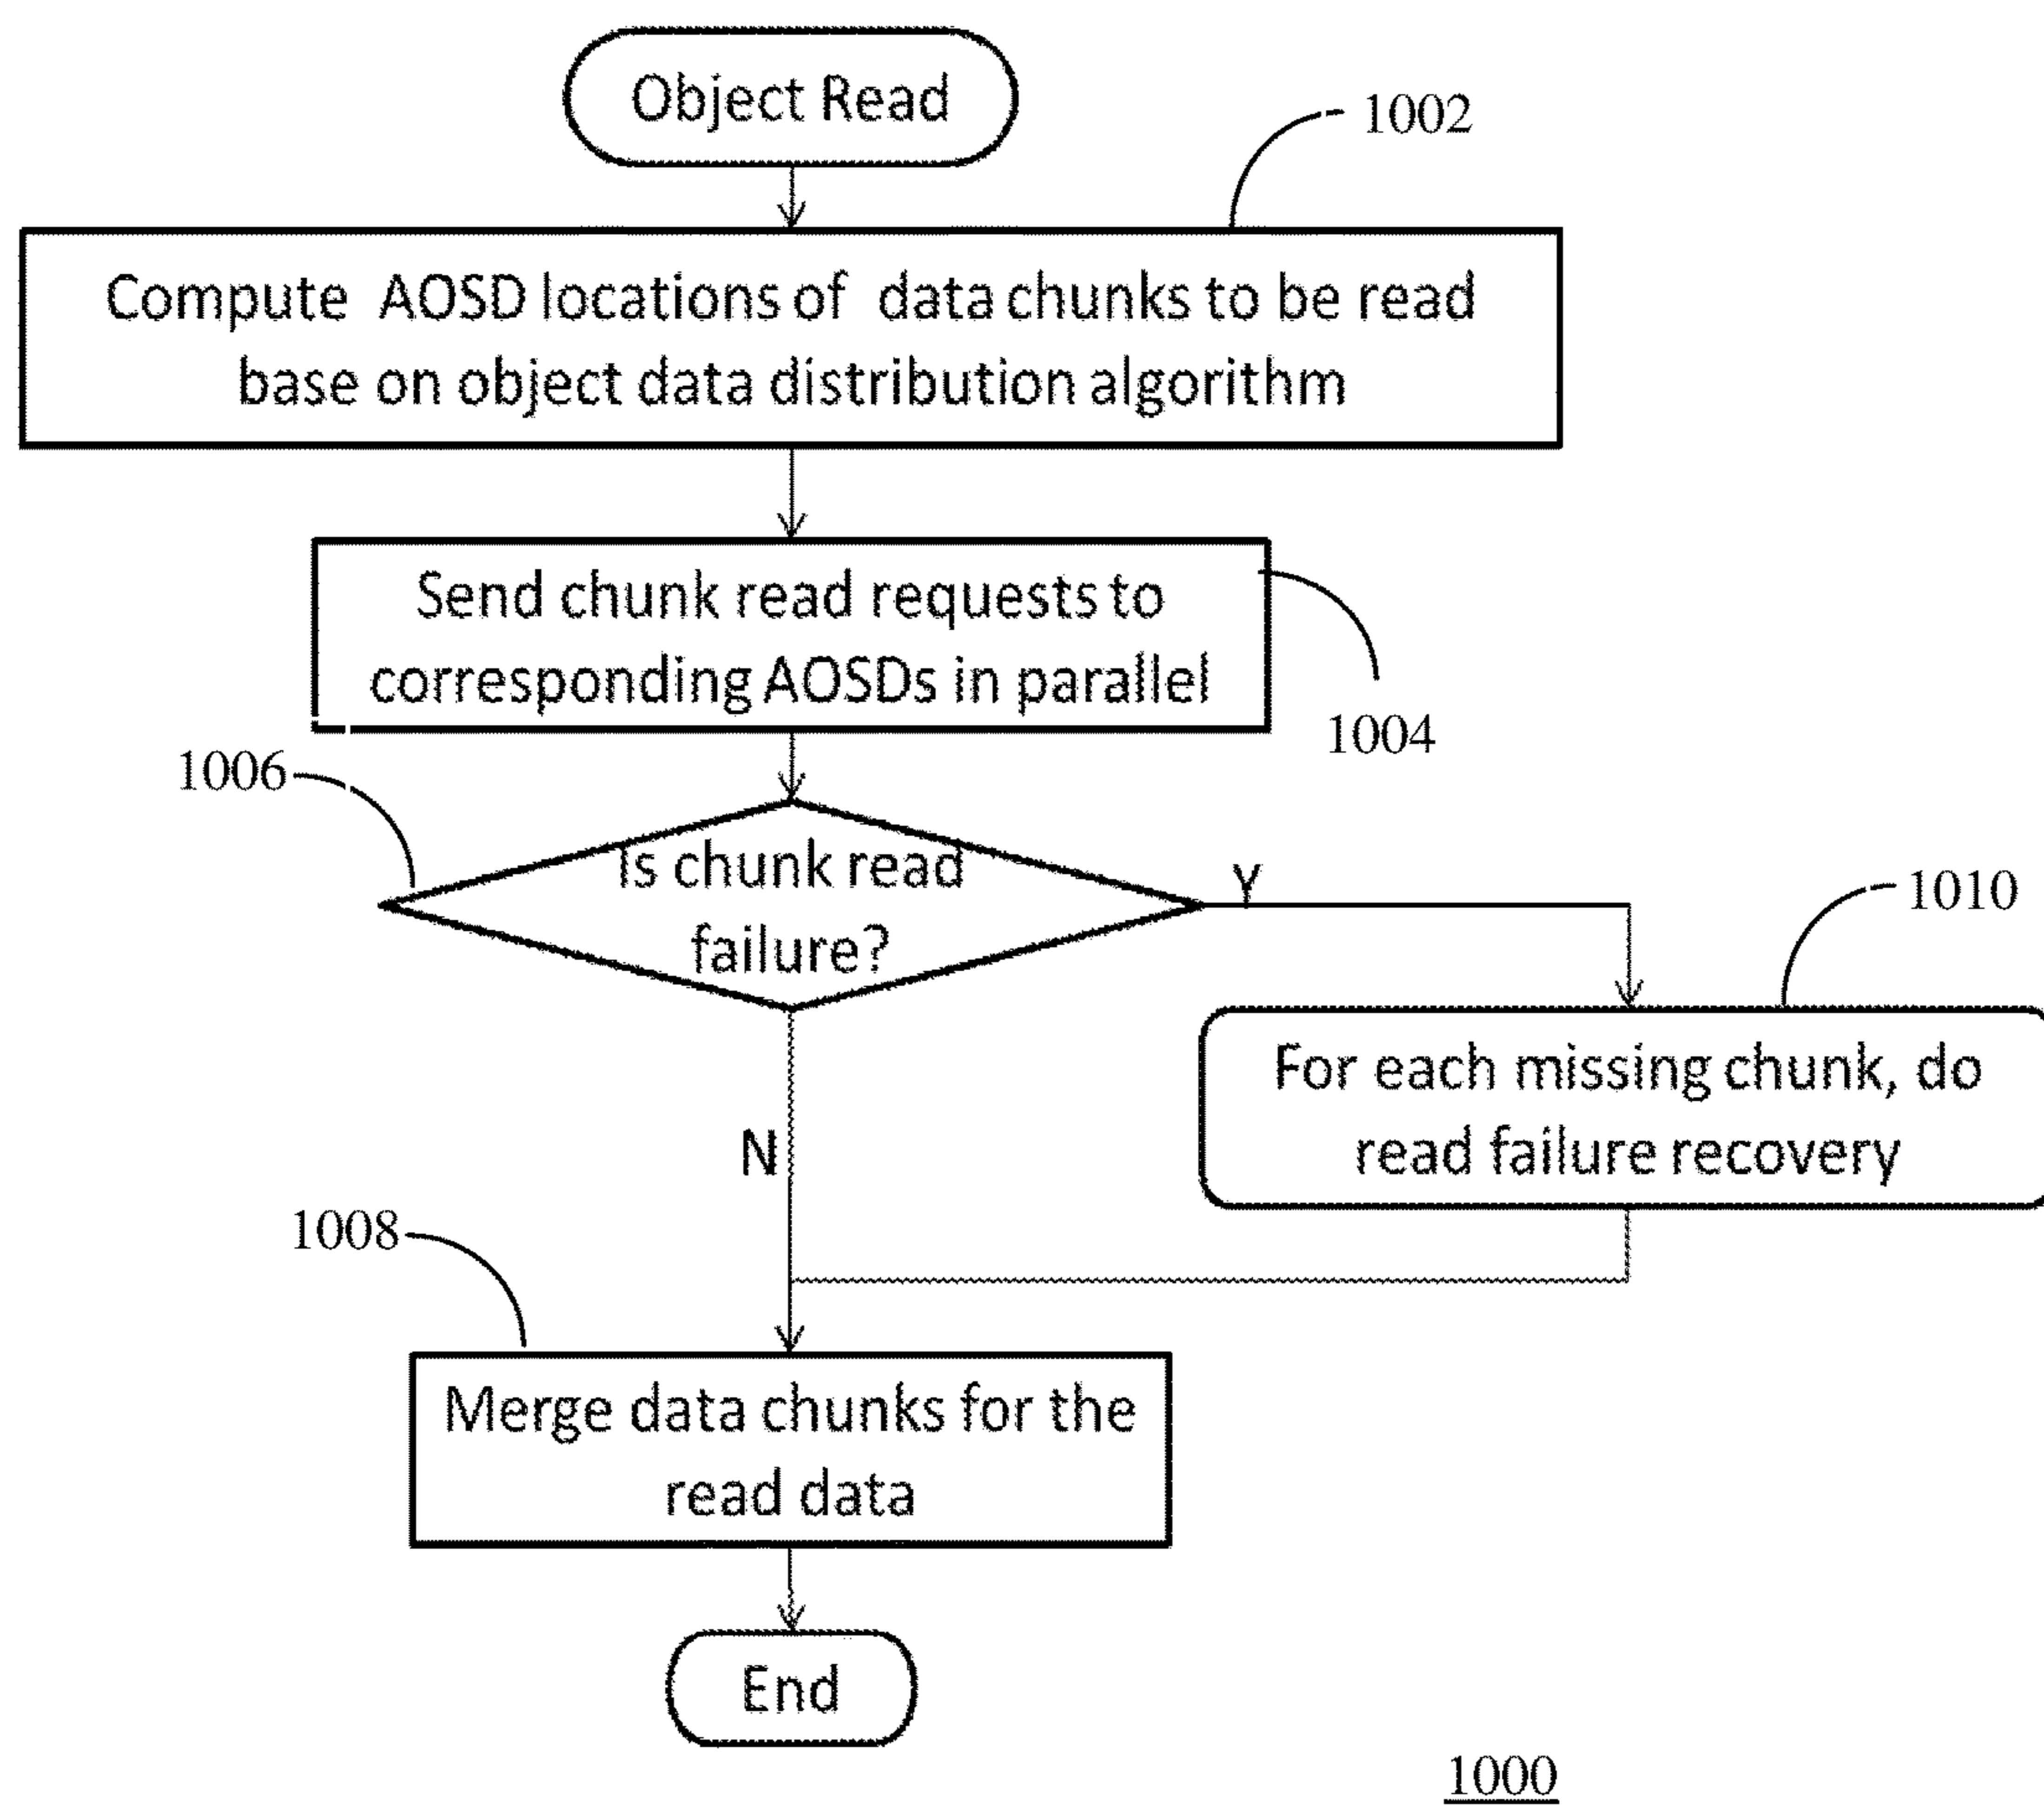 Object Read
1002
Compute AOSD locations of data chunks to be read
base on object data distribution algorithm
Send chunk read requests to
corresponding AOSDs in parallel
1004
1006
Is chunk read
failure?
Y
1010
For each missing chunk, do
read failure recovery
N
1008
Merge data chunks for the
read data
End
1000